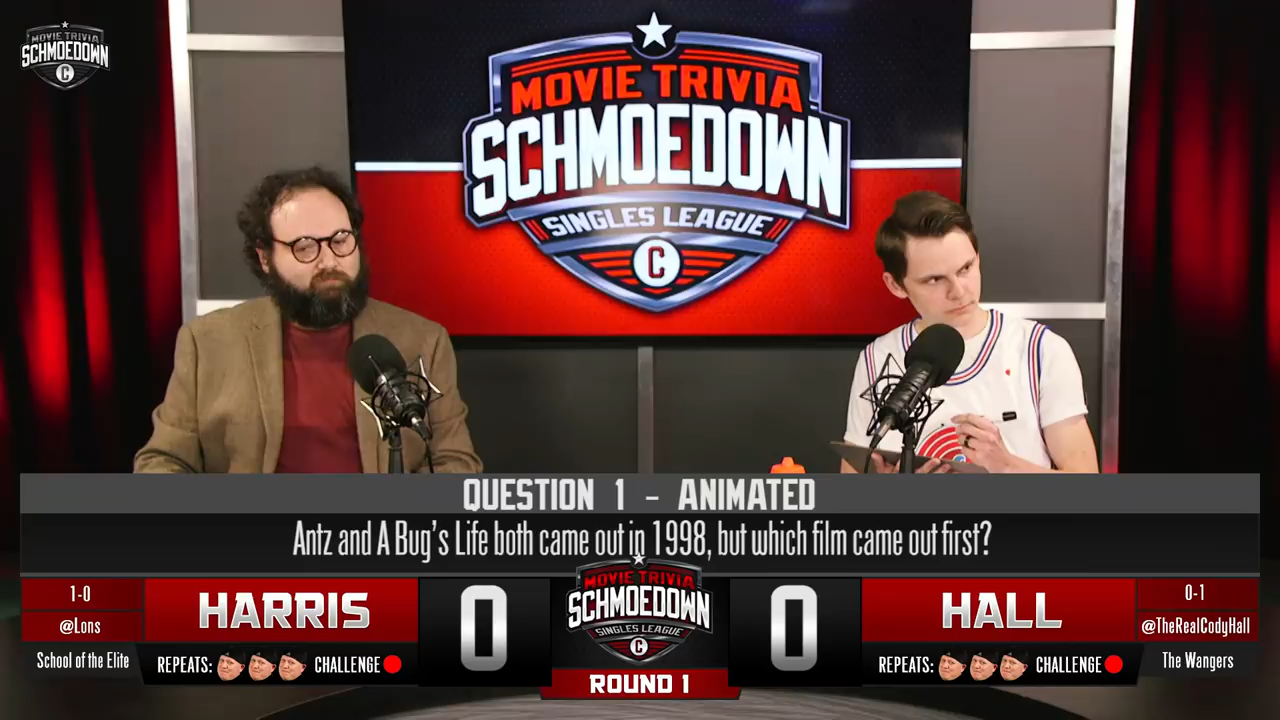 MOVIE TRIVIA
SCHMOEDOWN
C
MOVIE TRIVIA
SCHMOEDOWN
SINGLES LEAGUE
C
QUESTION 1 - ANIMATED
Antz and A Bug's Life both came out in 1998, but which film came out first?
1-0
@Lons
School of the Elite
HARRIS
REPEATS:
CHALLENGE
0
MOVIE TRIVIA
SCHMOEDOWN
SINGLES LEAGUE
C
ROUND 1
0
HALL
REPEATS:
CHALLENGE
0-1
@TheRealCodyHall
The Wangers